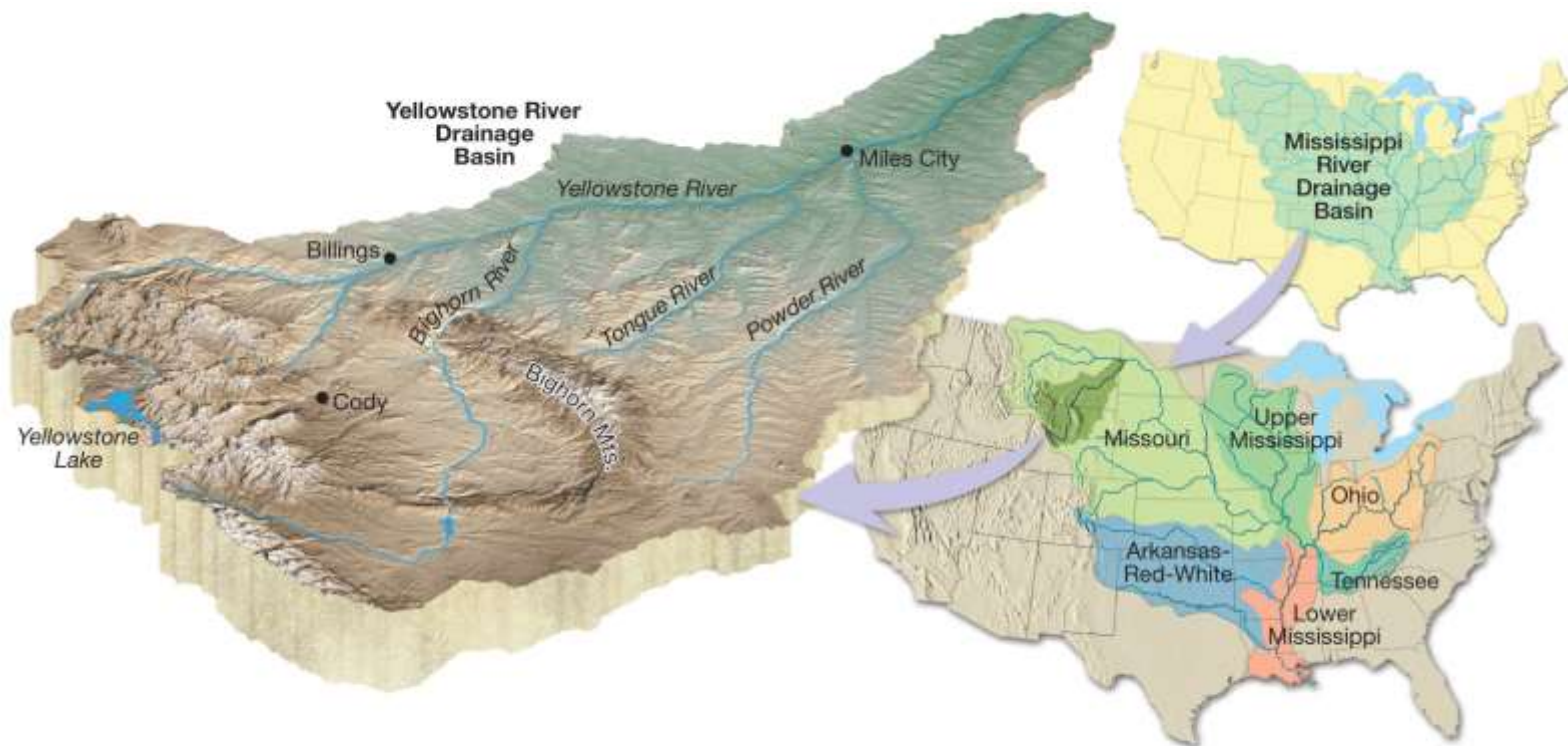 Yellowstone River
Drainage
Basin
Miles City
Yellowstone River
Billings
Bighorn River
Tongue River
Powder River
Bighorn Mts.
Cody
Yellowstone
Lake
Mississippi
River
Drainage
Basin
Missouri
Upper
Mississippi
Ohio
Arkansas-
Red-White
Tennessee
Lower
Mississippi